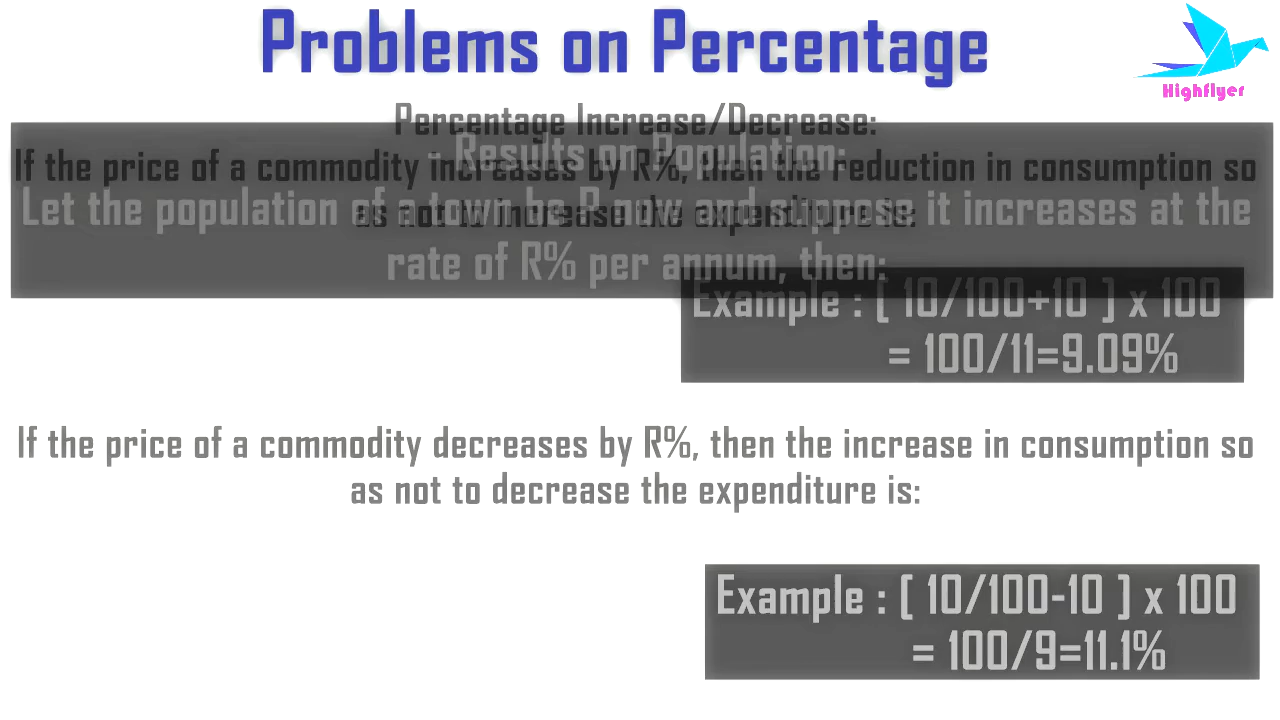 Problems on Percentage
Highflyer
Percentage Increase/Decrease:
If the price of a commodity increases by R%, then the reduction in consumption so
as not to increase the expenditure is:
- Results on Population:
Let the population of a town be P now and suppose it increases at the
rate of R% per annum, then:
Example : [ 10/100+10 ] x 100
= 100/11=9.09%
If the price of a commodity decreases by R%, then the increase in consumption so
as not to decrease the expenditure is:
Example : [ 10/100-10 ] x 100
= 100/9=11.1%